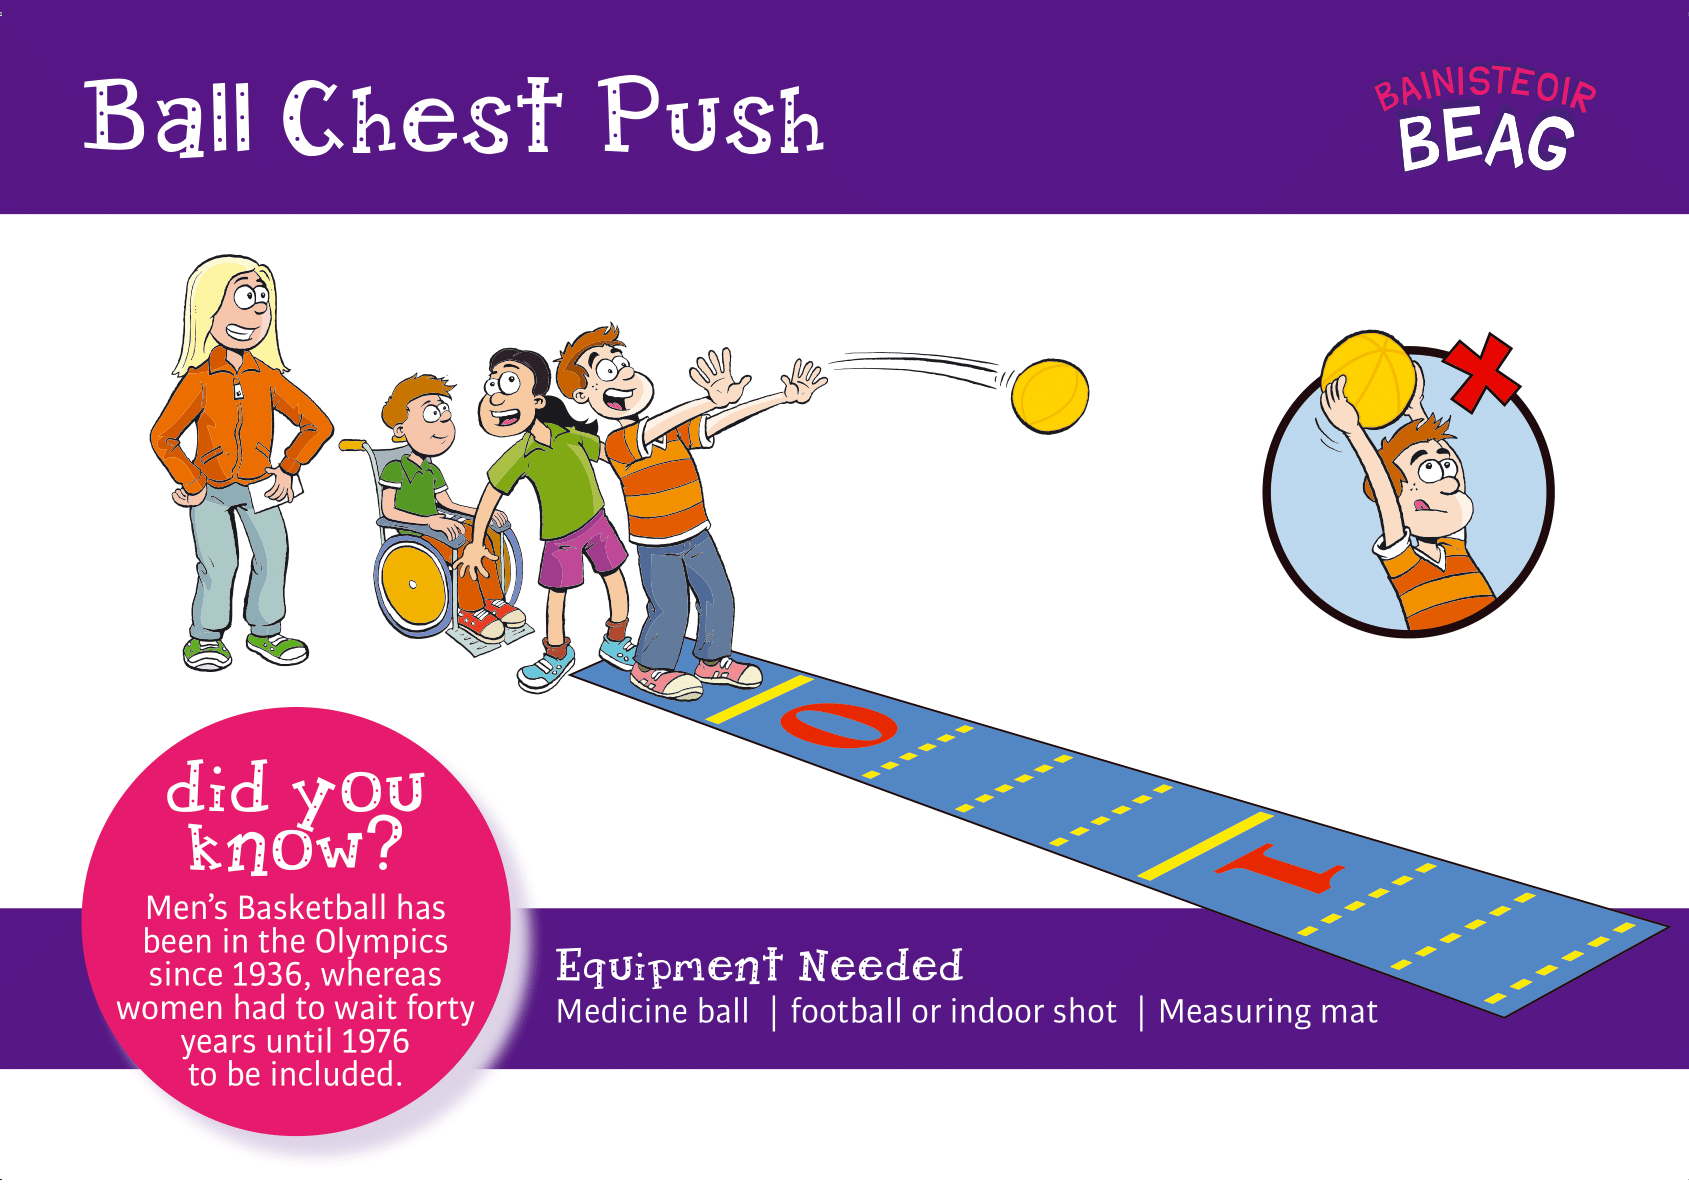 Ball Chest Push
BAINISTEOIR
BEAG
0
1
did you
know?
Men’s Basketball has
been in the Olympics
since 1936, whereas
women had to wait forty
years until 1976
to be included.
Equipment Needed
Medicine ball | football or indoor shot | Measuring mat